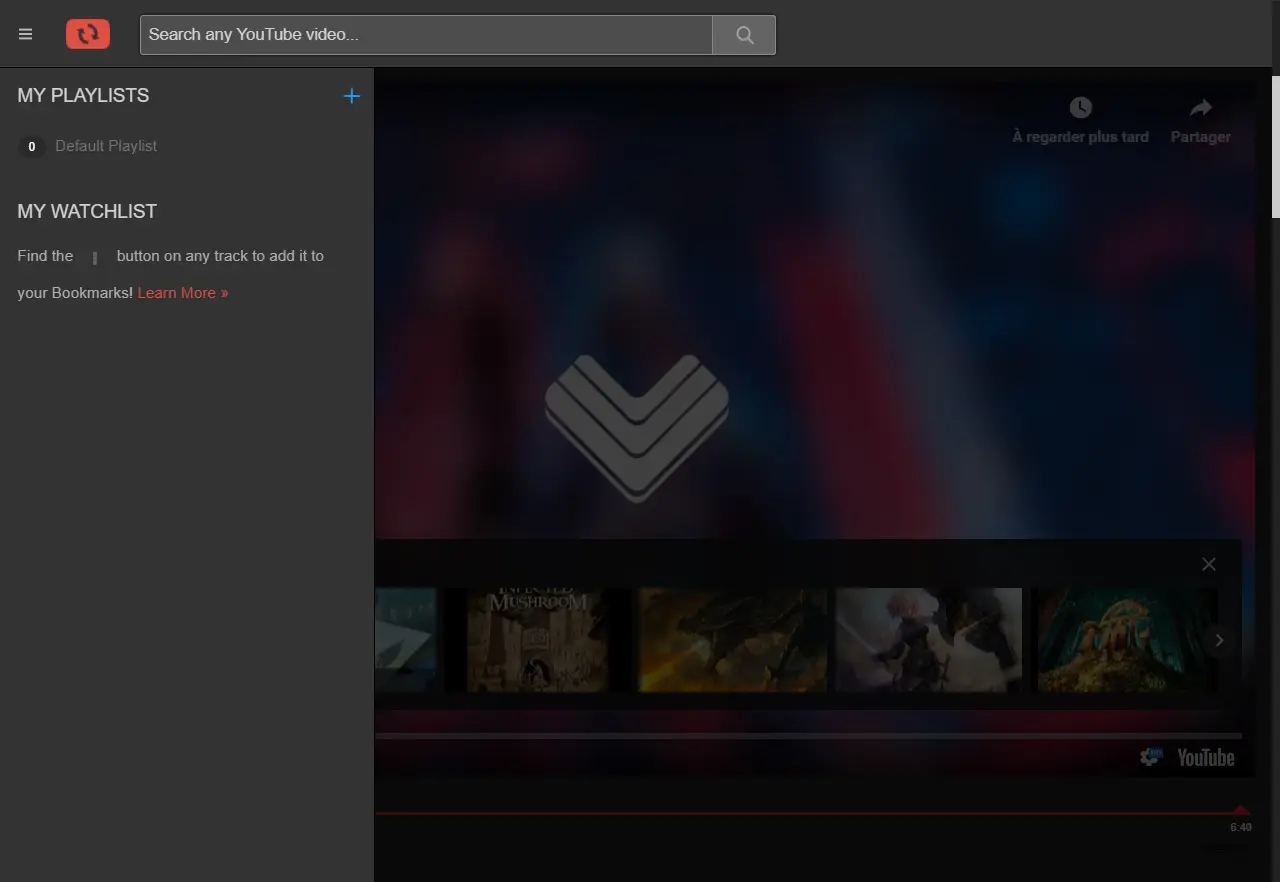 Search any YouTube video...
MY PLAYLISTS
0 Default Playlist
MY WATCHLIST
Find the button on any track to add it to
your Bookmarks! Learn More »
À regarder plus tard
Partager
INFECTED
MUSHROOM
YouTube
6:40